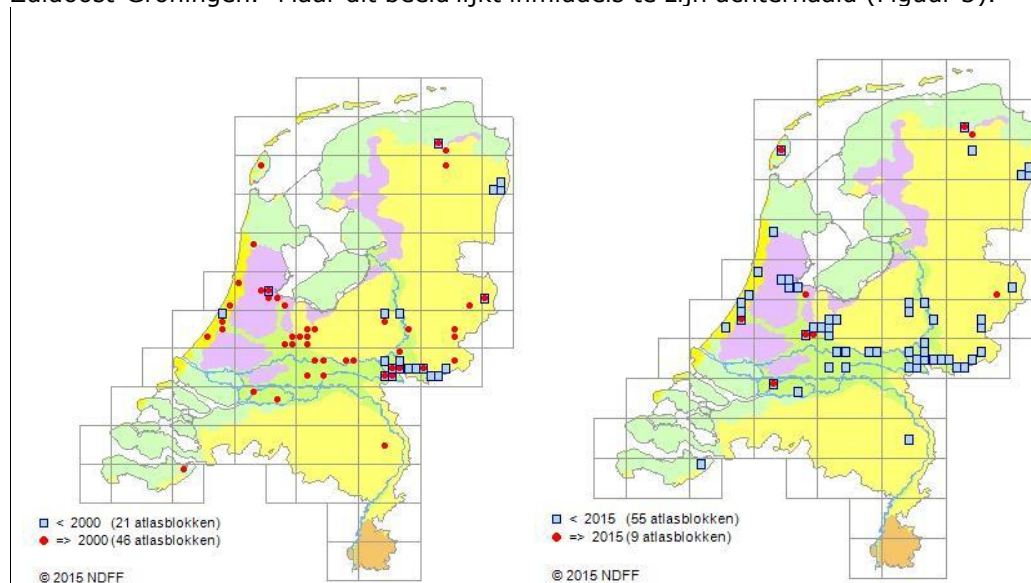 Zuidoost-Groningen." Maar dit beeld lijkt inmiddels te zijn achterhaald (Figuur 3).
< 2000 (21 atlasblokken)
=> 2000 (46 atlasblokken)
© 2015 NDFF
< 2015 (55 atlasblokken)
=> 2015 (9 atlasblokken)
© 2015 NDFF